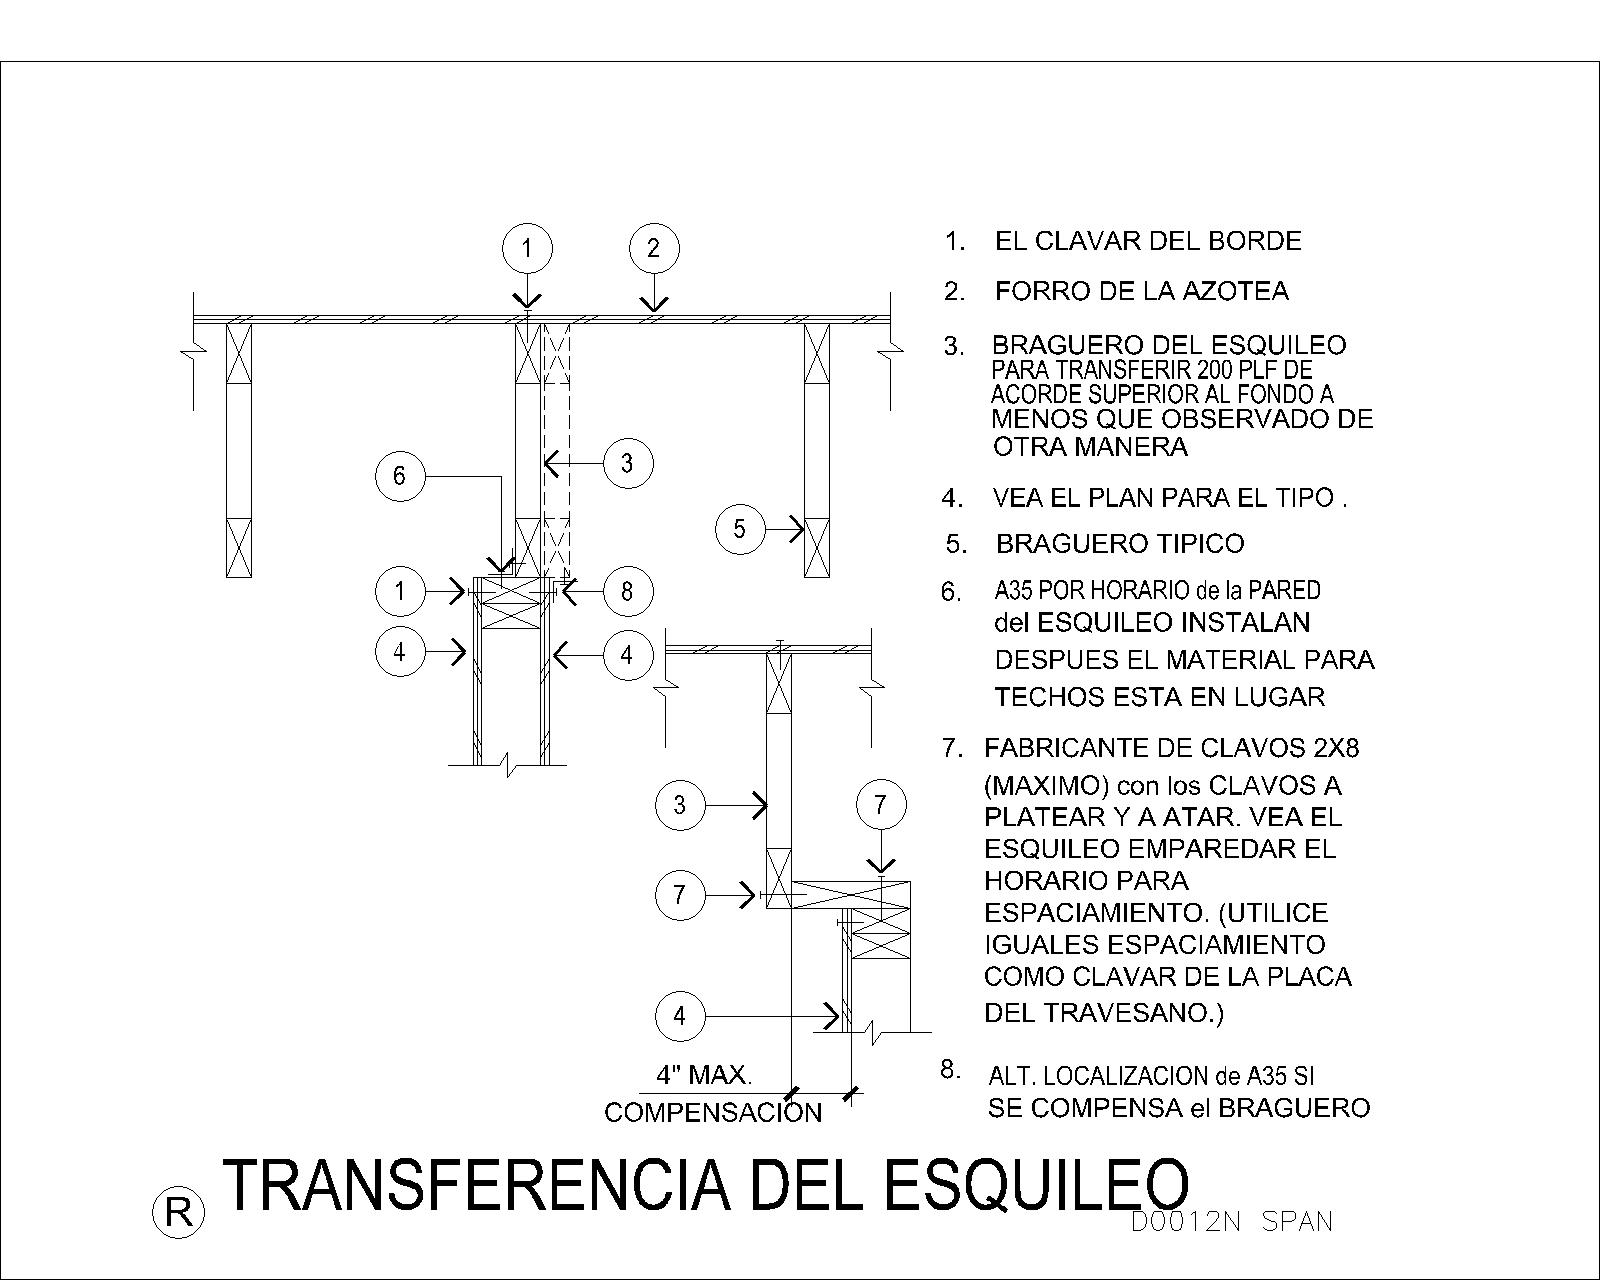 1
2
3
6
5
1
8
4
4
3
7
7
4
4" MAX.
COMPENSACION
1. EL CLAVAR DEL BORDE
2. FORRO DE LA AZOTEA
3. BRAGUERO DEL ESQUILEO
PARA TRANSFERIR 200 PLF DE
ACORDE SUPERIOR AL FONDO A
MENOS QUE OBSERVADO DE
OTRA MANERA
4. VEA EL PLAN PARA EL TIPO .
5. BRAGUERO TIPICO
6. A35 POR HORARIO de la PARED
del ESQUILEO INSTALAN
DESPUES EL MATERIAL PARA
TECHOS ESTA EN LUGAR
7. FABRICANTE DE CLAVOS 2X8
(MAXIMO) con los CLAVOS A
PLATEAR Y A ATAR. VEA EL
ESQUILEO EMPAREDAR EL
HORARIO PARA
ESPACIAMIENTO. (UTILICE
IGUALES ESPACIAMIENTO
COMO CLAVAR DE LA PLACA
DEL TRAVESANO.)
8. ALT. LOCALIZACION de A35 SI
SE COMPENSA el BRAGUERO
R TRANSFERENCIA DEL ESQUILEO
D0012N SPAN